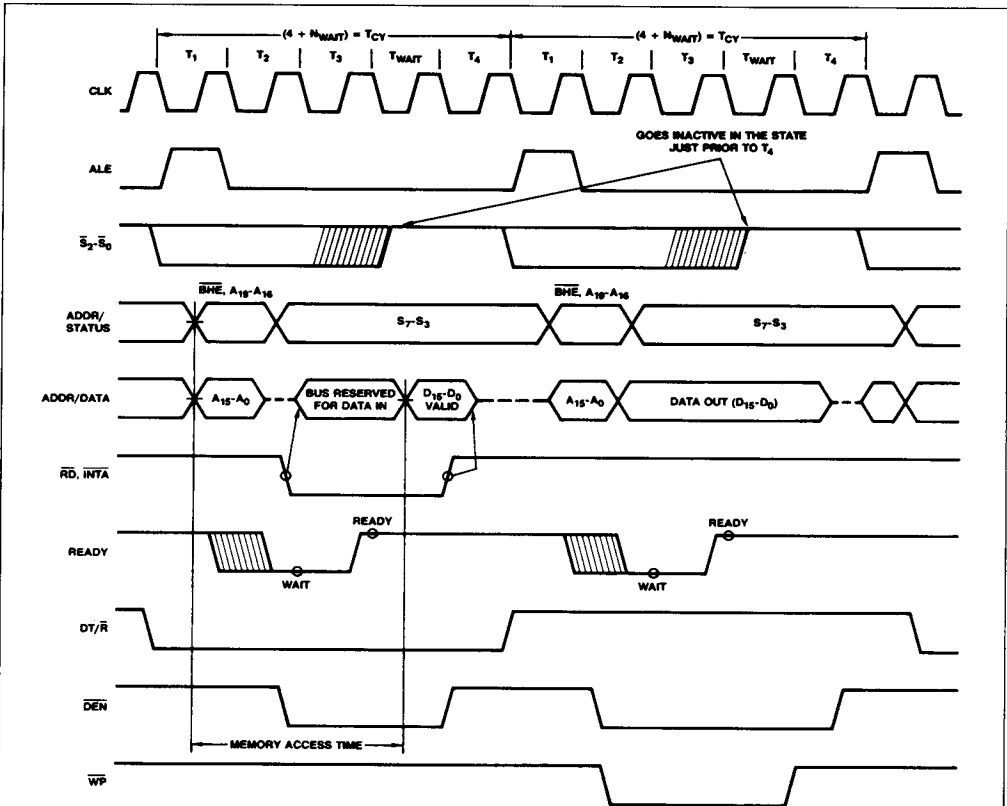 (4 + NWAIT) = TCY (4 + NWAIT) = TCY
T1 T2 T3 TWAIT T4 T1 T2 T3 TWAIT T4
CLK
GOES INACTIVE IN THE STATE
JUST PRIOR TO T4
ALE
S̅2-S̅0
B̅H̅E̅, A19-A16 B̅H̅E̅, A19-A16
ADDR/
STATUS
S7-S3 S7-S3
ADDR/DATA
A15-A0
BUS RESERVED
FOR DATA IN
D15-D0
VALID
A15-A0
DATA OUT (D15-D0)
R̅D̅, I̅N̅T̅A̅
READY READY
READY
WAIT WAIT
DT/R̅
D̅E̅N̅
MEMORY ACCESS TIME
W̅P̅